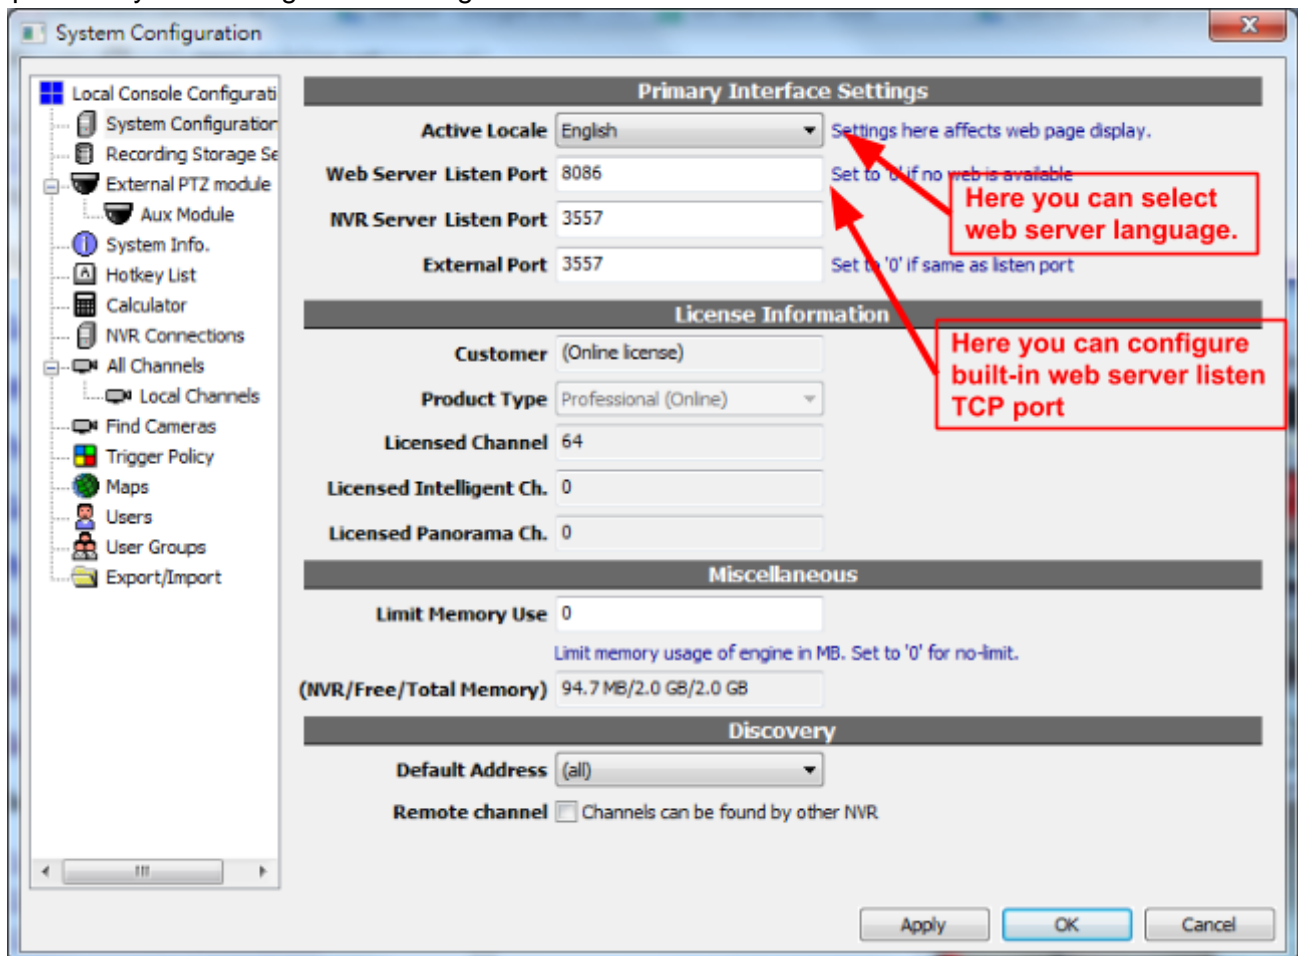 System Configuration
X
Local Console Configurati
System Configuration
Recording Storage Se
External PTZ module
Aux Module
System Info.
Hotkey List
Calculator
NVR Connections
All Channels
Local Channels
Find Cameras
Trigger Policy
Maps
Users
User Groups
Export/Import
Primary Interface Settings
Active Locale English Settings here affects web page display.
Web Server Listen Port 8086 Set to '0' if no web is available
NVR Server Listen Port 3557
External Port 3557 Set to '0' if same as listen port
Here you can select
web server language.
License Information
Customer (Online license)
Product Type Professional (Online)
Licensed Channel 64
Licensed Intelligent Ch. 0
Licensed Panorama Ch. 0
Here you can configure
built-in web server listen
TCP port
Miscellaneous
Limit Memory Use 0
Limit memory usage of engine in MB. Set to '0' for no-limit.
(NVR/Free/Total Memory) 94.7 MB/2.0 GB/2.0 GB
Discovery
Default Address (all)
Remote channel Channels can be found by other NVR
Apply OK Cancel